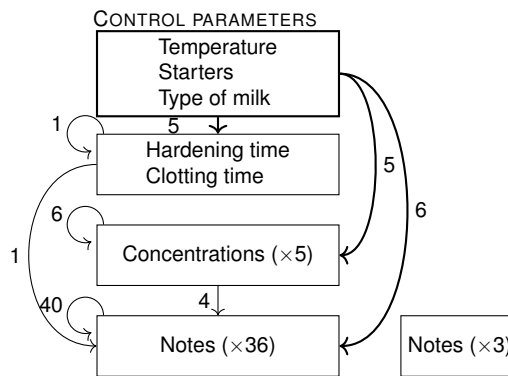 CONTROL PARAMETERS
Temperature
Starters
Type of milk
5
1
Hardening time
Clotting time
5
6
1
6
Concentrations (×5)
4
40
Notes (×36)
Notes (×3)